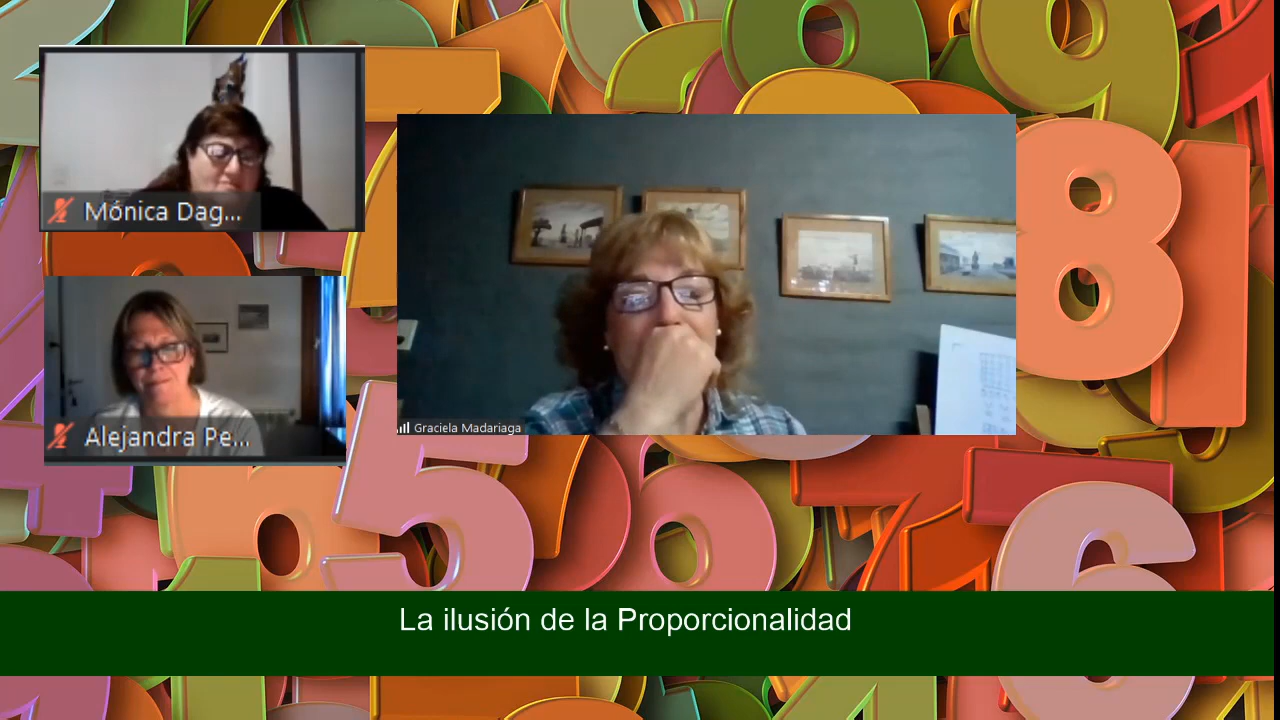 Mónica Dag...
Alejandra Pe...
Graciela Madariaga
La ilusión de la Proporcionalidad